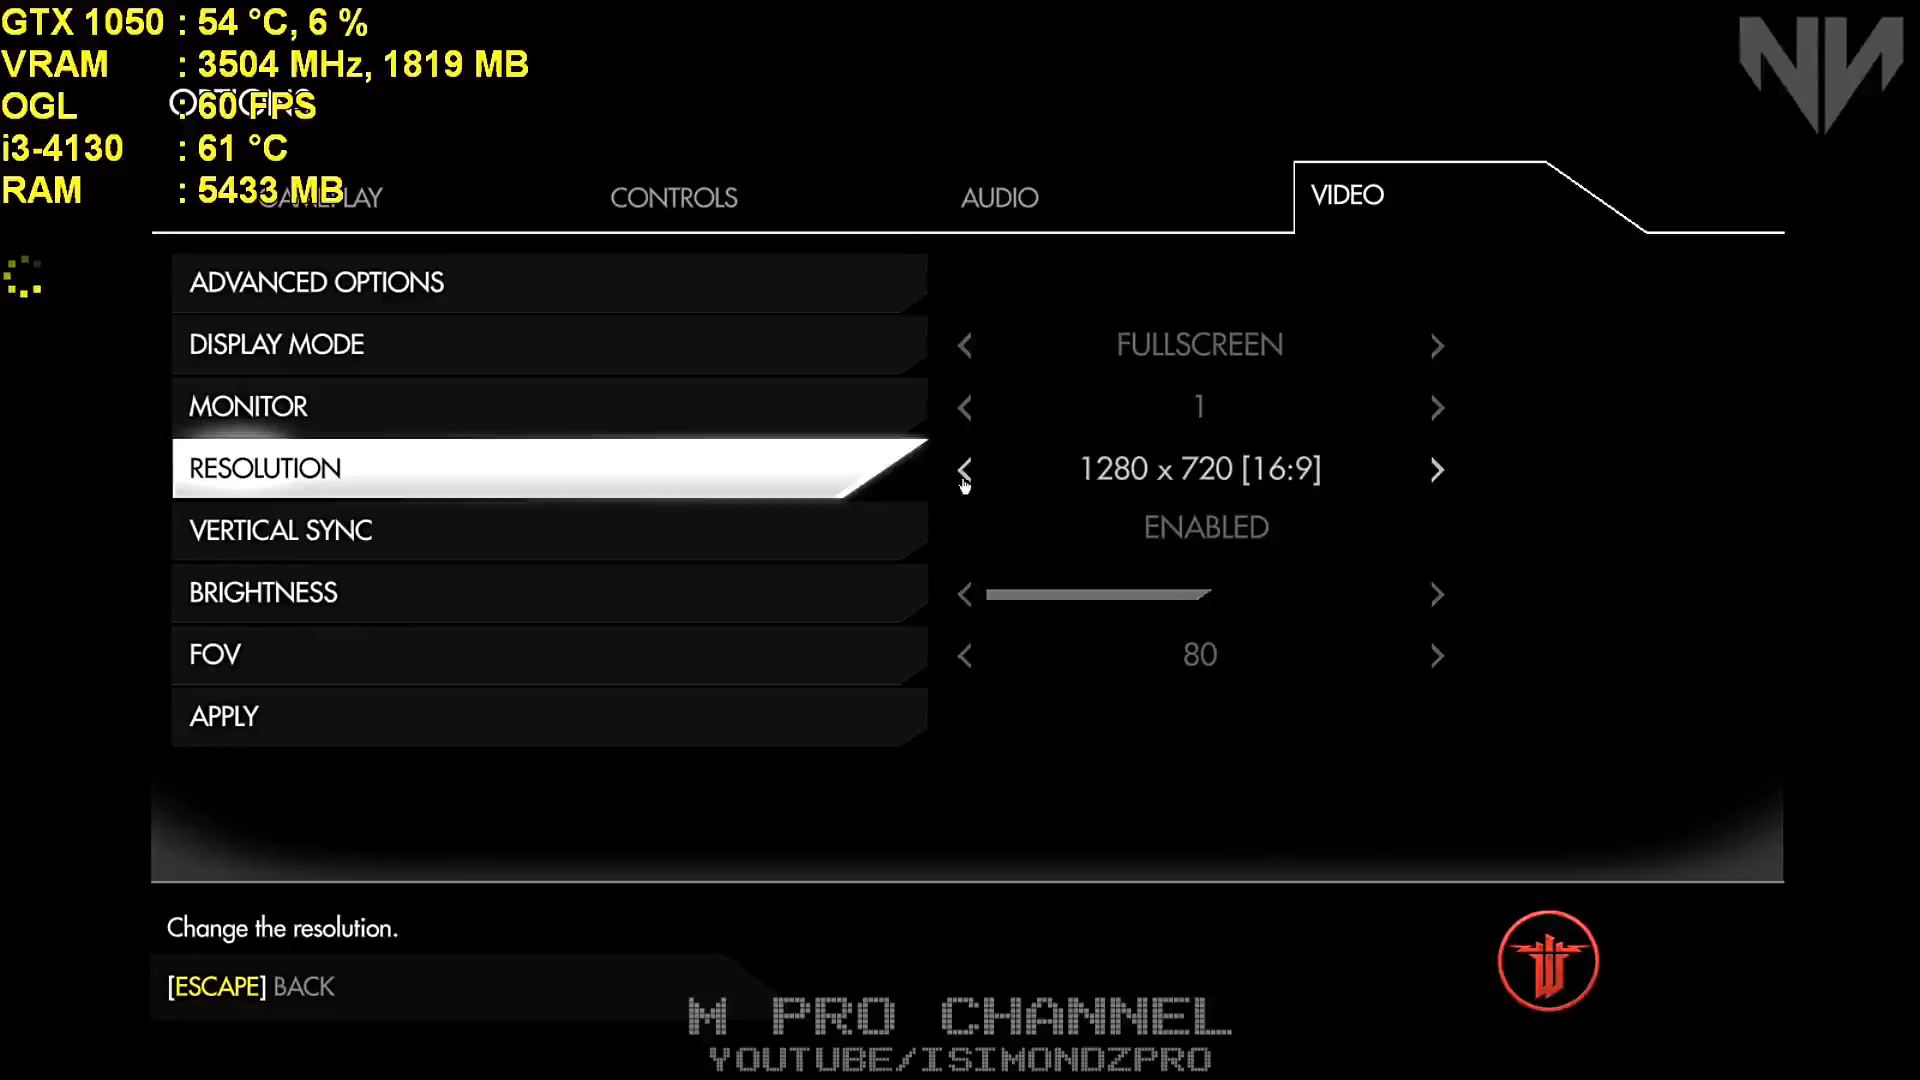 GTX 1050 : 54 °C, 6 %
VRAM : 3504 MHz, 1819 MB
OGL : 60 FPS
OPTIONS
i3-4130 : 61 °C
RAM : 5433 MB
GAMEPLAY CONTROLS AUDIO VIDEO
ADVANCED OPTIONS
DISPLAY MODE FULLSCREEN
MONITOR 1
RESOLUTION 1280 x 720 [16:9]
VERTICAL SYNC ENABLED
BRIGHTNESS
FOV 80
APPLY
Change the resolution.
[ESCAPE] BACK
M PRO CHANNEL
YOUTUBE/ISIMONDZPRO